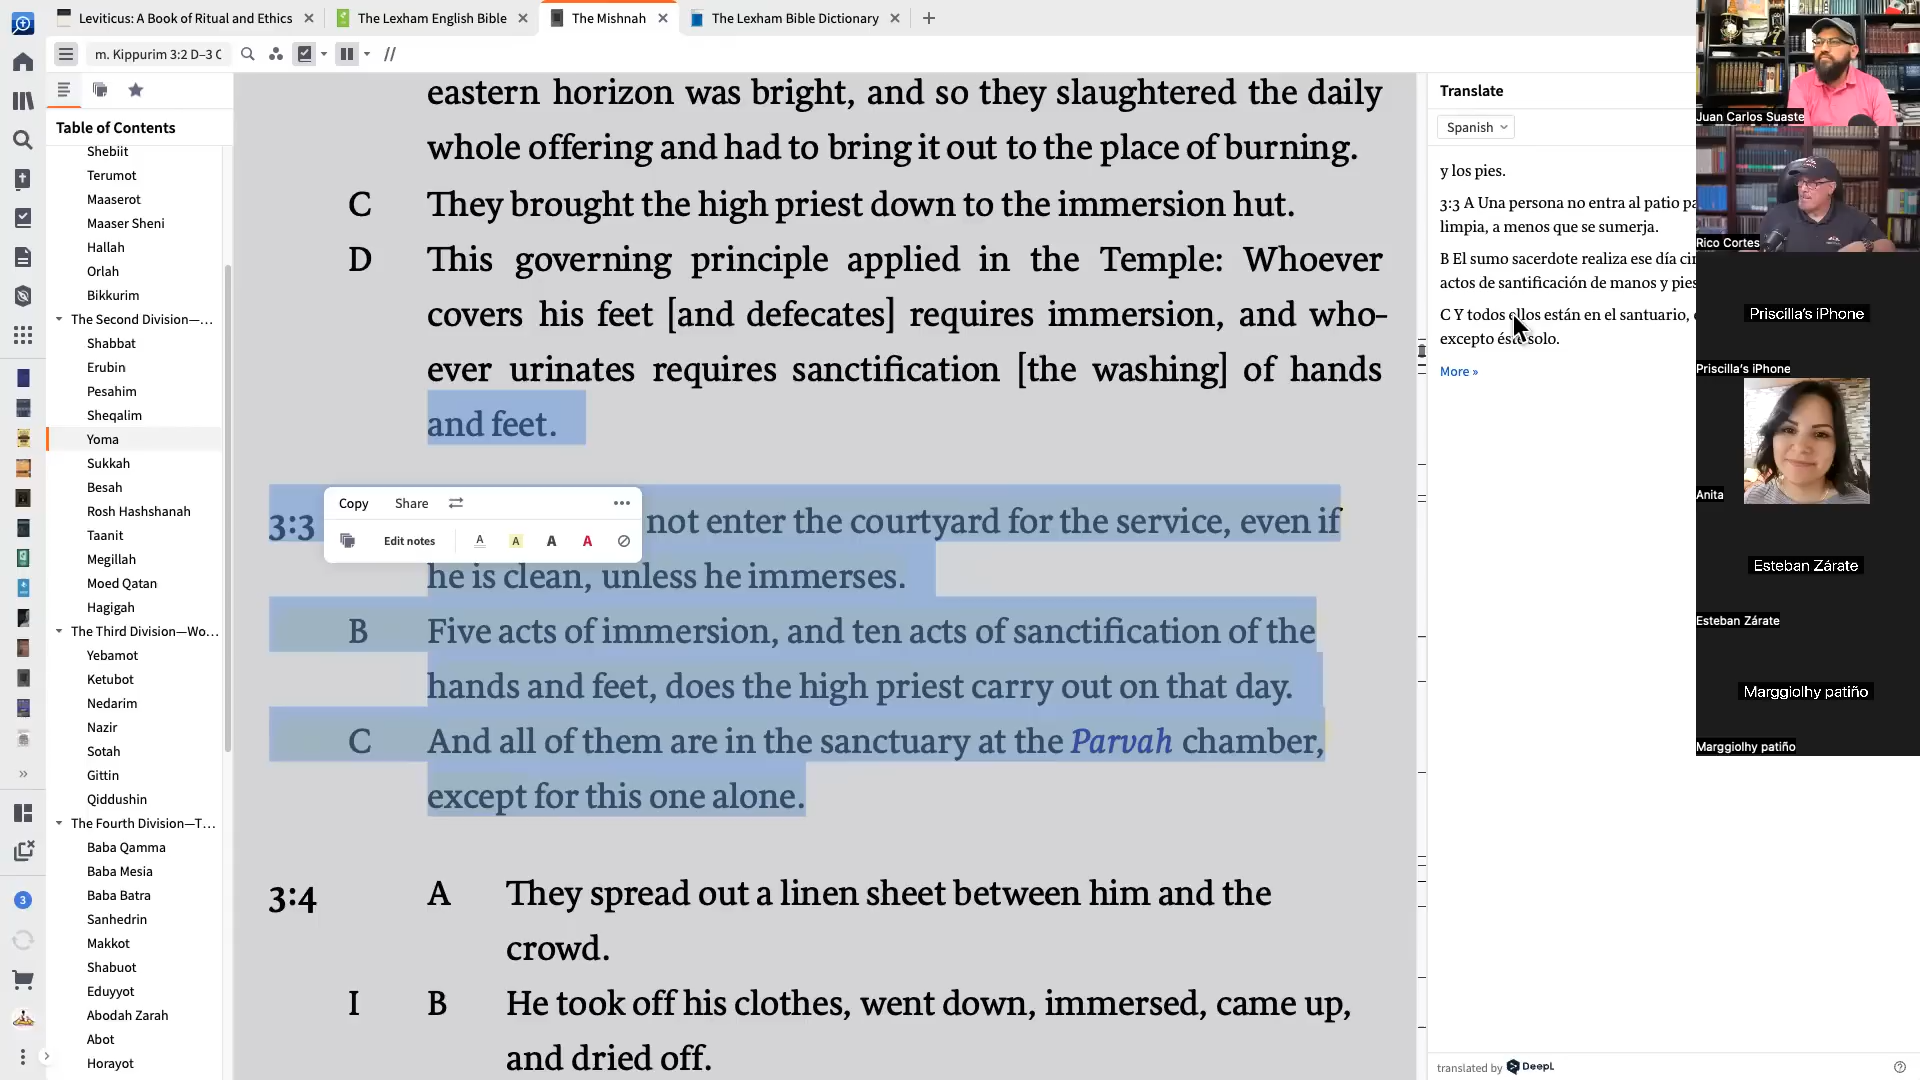 Leviticus: A Book of Ritual and Ethics
The Lexham English Bible
The Mishnah
The Lexham Bible Dictionary
m. Kippurim 3:2 D–3 C
Table of Contents
Shebiit
Terumot
Maaserot
Maaser Sheni
Hallah
Orlah
Bikkurim
The Second Division—...
Shabbat
Erubin
Pesahim
Sheqalim
Yoma
Sukkah
Besah
Rosh Hashshanah
Taanit
Megillah
Moed Qatan
Hagigah
The Third Division—Wo...
Yebamot
Ketubot
Nedarim
Nazir
Sotah
Gittin
Qiddushin
The Fourth Division—T...
Baba Qamma
Baba Mesia
Baba Batra
Sanhedrin
Makkot
Shabuot
Eduyyot
Abodah Zarah
Abot
Horayot
3
eastern horizon was bright, and so they slaughtered the daily
whole offering and had to bring it out to the place of burning.
C They brought the high priest down to the immersion hut.
D This governing principle applied in the Temple: Whoever
covers his feet [and defecates] requires immersion, and who-
ever urinates requires sanctification [the washing] of hands
and feet.
Copy Share
Edit notes A A A A
3:3 not enter the courtyard for the service, even if
he is clean, unless he immerses.
B Five acts of immersion, and ten acts of sanctification of the
hands and feet, does the high priest carry out on that day.
C And all of them are in the sanctuary at the Parvah chamber,
except for this one alone.
3:4 A They spread out a linen sheet between him and the
crowd.
I B He took off his clothes, went down, immersed, came up,
and dried off.
Translate
Spanish
y los pies.
3:3 A Una persona no entra al patio pa
limpia, a menos que se sumerja.
B El sumo sacerdote realiza ese día cin
actos de santificación de manos y pies
C Y todos ellos están en el santuario,
excepto solo.
More »
translated by DeepL
Juan Carlos Suaste
Rico Cortes
Priscilla's iPhone
Priscilla's iPhone
Anita
Esteban Zárate
Esteban Zárate
Marggiolhy patiño
Marggiolhy patiño